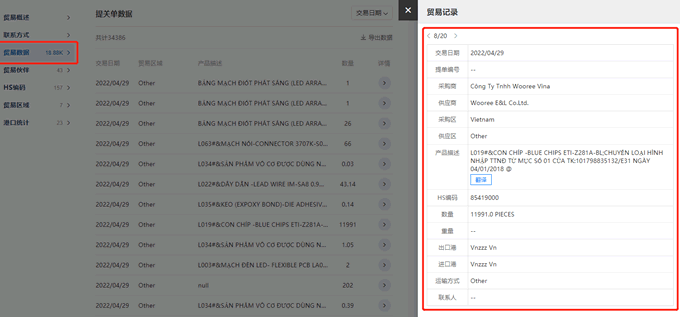 贸易概述
联系方式
贸易数据 18.88K
贸易伙伴 43
HS编码
贸易区域 7
港口统计 23
提关单数据 交易日期
共计34386 导出数据
交易日期 贸易区域 产品描述 数量 详情
2022/04/29 Other BẢNG MẠCH ĐIỐT PHÁT SÁNG (LED ARRA... 1
2022/04/29 Other BẢNG MẠCH ĐIỐT PHÁT SÁNG (LED ARRA... 1
2022/04/29 Other BẢNG MẠCH ĐIỐT PHÁT SÁNG (LED ARRA... 26
2022/04/29 Other L063#&MẠCH NỐI-CONNECTOR 3707K-S0... 66
2022/04/29 Other L034#&SẢN PHẨM VÔ CƠ ĐƯỢC DÙNG N... 0.03
2022/04/29 Other L022#&DÂY DẪN -LEAD WIRE IM-SA8 0.9... 43.14
2022/04/29 Other L035#&KEO (EXPOXY BOND)-DIE ADHESIV... 0.14
2022/04/29 Other L019#&CON CHÍP -BLUE CHIPS ETI-Z281A-... 11991
2022/04/29 Other L034#&SẢN PHẨM VÔ CƠ ĐƯỢC DÙNG N... 1.05
2022/04/29 Other L003#&MẠCH ĐÈN LED- FLEXIBLE PCB LA0... 2
2022/04/29 Other null 202
2022/04/29 Other L034#&SẢN PHẨM VÔ CƠ ĐƯỢC DÙNG N... 0.39
贸易记录
8/20
交易日期 2022/04/29
提单编号 --
采购商 Công Ty Tnhh Wooree Vina
供应商 Wooree E&L Co.Ltd.
采购区 Vietnam
供应区 Other
产品描述 L019#&CON CHÍP -BLUE CHIPS ETI-Z281A-BL;CHUYỂN LOẠI HÌNH
NHẬP TTNĐ TỪ MỤC SỐ 01 CỦA TK:101798835132/E31 NGÀY
04/01/2018 @
翻译
HS编码 85419000
数量 11991.0 PIECES
重量 --
出口港 Vnzzz Vn
进口港 Vnzzz Vn
运输方式 Other
联系人 --